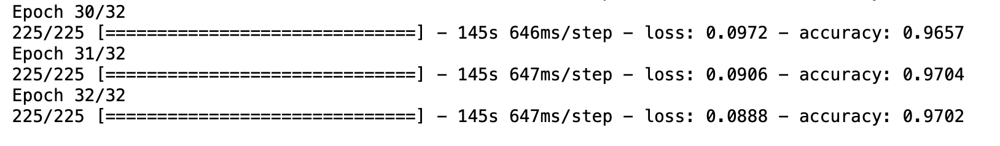 Epoch 30/32
225/225 [==============================] - 145s 646ms/step - loss: 0.0972 - accuracy: 0.9657
Epoch 31/32
225/225 [==============================] - 145s 647ms/step - loss: 0.0906 - accuracy: 0.9704
Epoch 32/32
225/225 [==============================] - 145s 647ms/step - loss: 0.0888 - accuracy: 0.9702